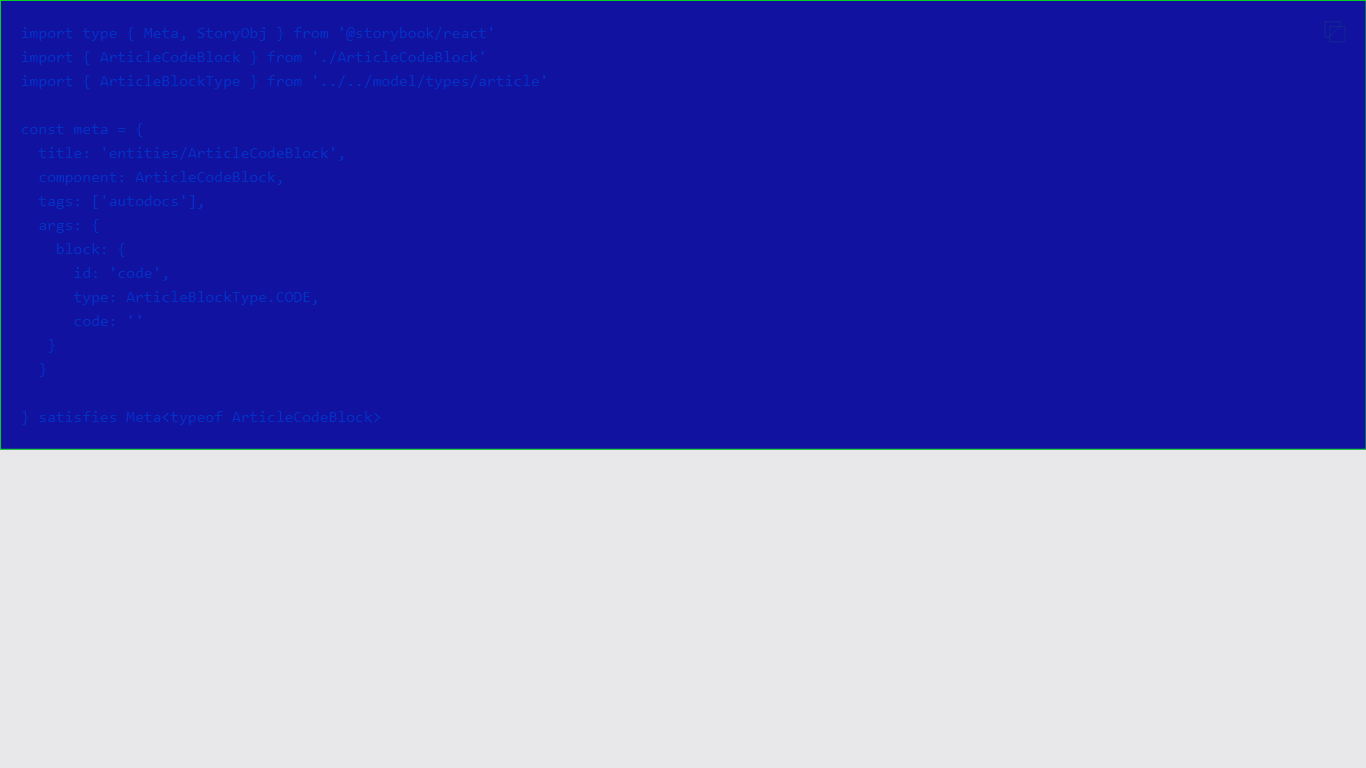 import type { Meta, StoryObj } from '@storybook/react'
import { ArticleCodeBlock } from './ArticleCodeBlock'
import { ArticleBlockType } from '../../model/types/article'

const meta = {
  title: 'entities/ArticleCodeBlock',
  component: ArticleCodeBlock,
  tags: ['autodocs'],
  args: {
    block: {
      id: 'code',
      type: ArticleBlockType.CODE,
      code: ''
   }
  }

} satisfies Meta<typeof ArticleCodeBlock>